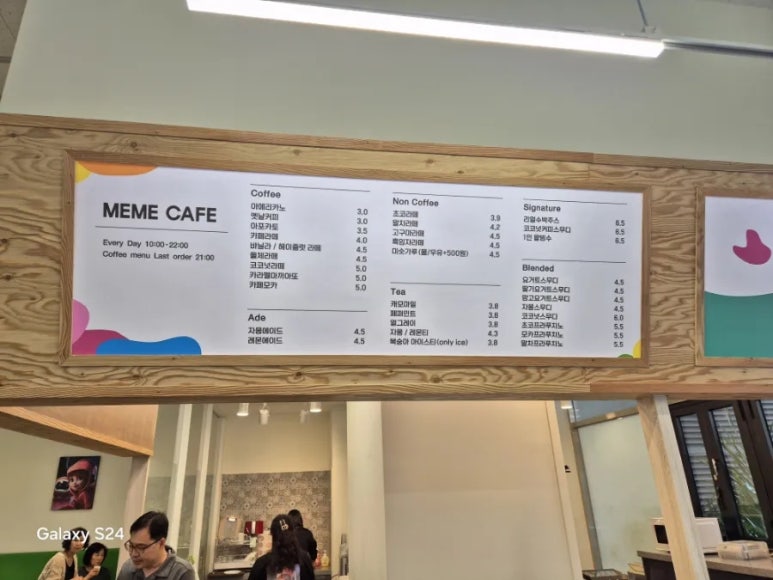 MEME CAFE
Every Day 10:00-22:00
Coffee menu Last order 21:00
Coffee
아메리카노 3.0
옛날커피 3.0
아포카토 3.5
카페라떼 4.0
바닐라 / 헤이즐럿 라떼 4.5
돌체라떼 4.5
코코넛라떼 5.0
카라멜마끼아또 5.0
카페모카 5.0
Ade
자몽에이드 4.5
레몬에이드 4.5
Non Coffee
초코라떼 3.9
말차라떼 4.2
고구마라떼 4.5
흑임자라떼 4.5
미숫가루(물/우유+500원) 4.5
Tea
캐모마일 3.8
페퍼민트 3.8
얼그레이 3.8
자몽 / 레몬티 4.3
복숭아 아이스티(only ice) 3.8
Signature
리얼수박주스 6.5
코코넛커피스무디 6.5
1인 팥빙수 6.5
Blended
요거트스무디 4.5
딸기요거트스무디 4.5
망고요거트스무디 4.5
자몽스무디 4.5
코코넛스무디 6.0
초코프라푸치노 5.5
모카프라푸치노 5.5
말차프라푸치노 5.5
Galaxy S24